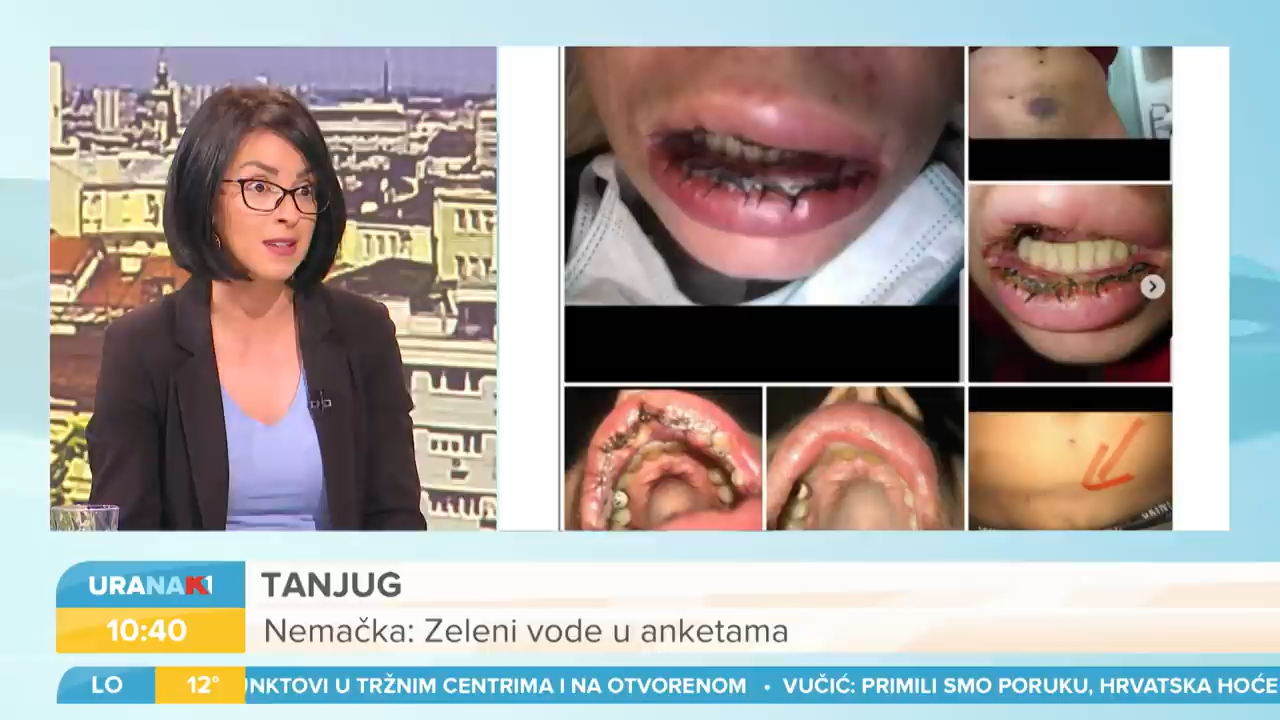 URANAK1
TANJUG
10:40
Nemačka: Zeleni vode u anketama
LO
12°
UNKTOVI U TRŽNIM CENTRIMA I NA OTVORENOM • VUČIĆ: PRIMILI SMO PORUKU, HRVATSKA HOĆE